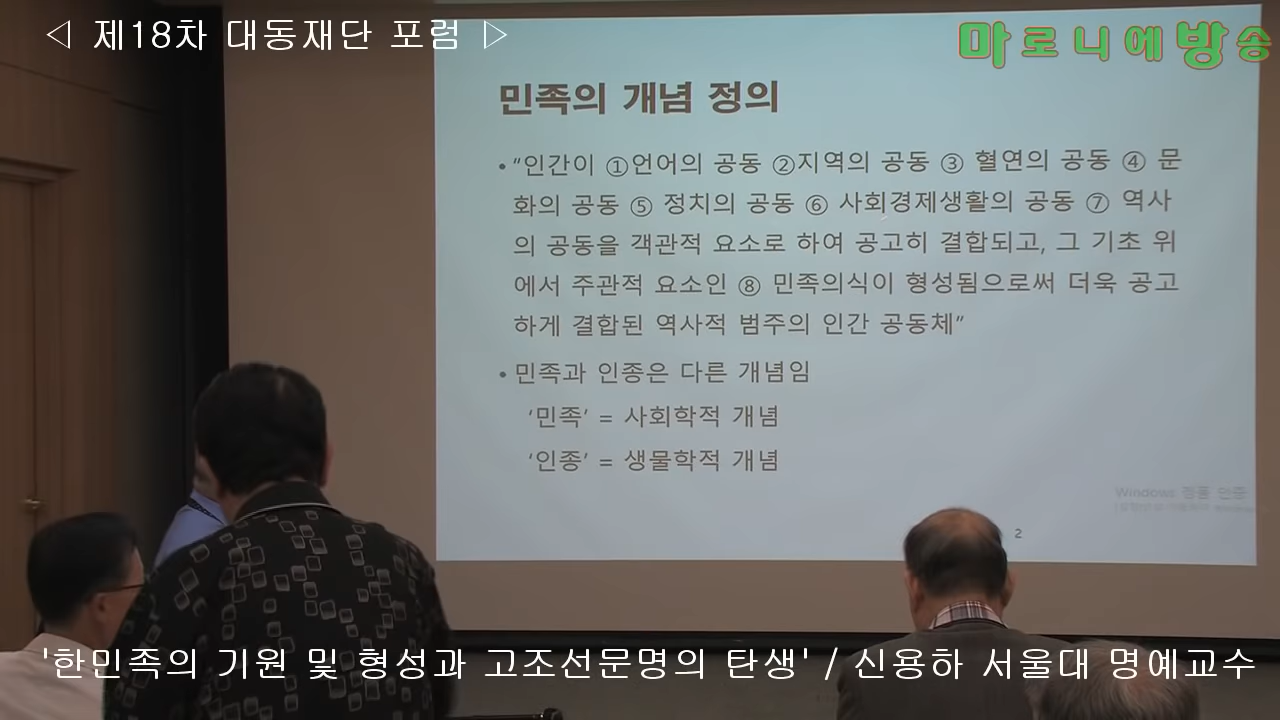 ◁ 제18차 대동재단 포럼 ▷
마로니에방송
민족의 개념 정의
• “인간이 ①언어의 공동 ②지역의 공동 ③ 혈연의 공동 ④ 문
화의 공동 ⑤ 정치의 공동 ⑥ 사회경제생활의 공동 ⑦ 역사
의 공동을 객관적 요소로 하여 공고히 결합되고, 그 기초 위
에서 주관적 요소인 ⑧ 민족의식이 형성됨으로써 더욱 공고
하게 결합된 역사적 범주의 인간 공동체”
• 민족과 인종은 다른 개념임
‘민족’ = 사회학적 개념
‘인종’ = 생물학적 개념
Windows 정품 인증
2
'한민족의 기원 및 형성과 고조선문명의 탄생' / 신용하 서울대 명예교수